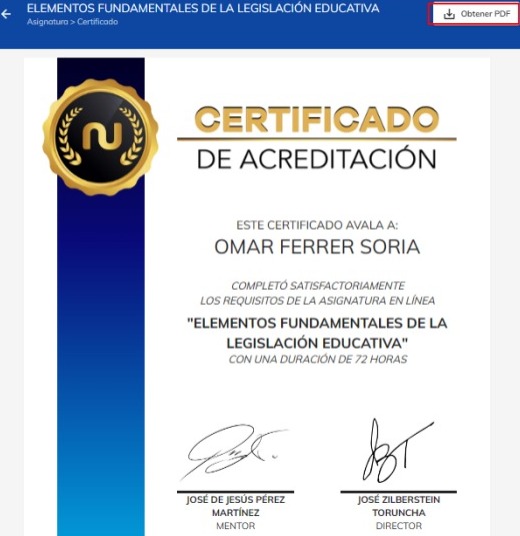 ELEMENTOS FUNDAMENTALES DE LA LEGISLACIÓN EDUCATIVA
Asignatura > Certificado
Obtener PDF
CERTIFICADO
DE ACREDITACIÓN
ESTE CERTIFICADO AVALA A:
OMAR FERRER SORIA
COMPLETÓ SATISFACTORIAMENTE
LOS REQUISITOS DE LA ASIGNATURA EN LÍNEA
"ELEMENTOS FUNDAMENTALES DE LA
LEGISLACIÓN EDUCATIVA"
CON UNA DURACIÓN DE 72 HORAS
JOSÉ DE JESÚS PÉREZ
MARTÍNEZ
MENTOR
JOSÉ ZILBERSTEIN
TORUNCHA
DIRECTOR